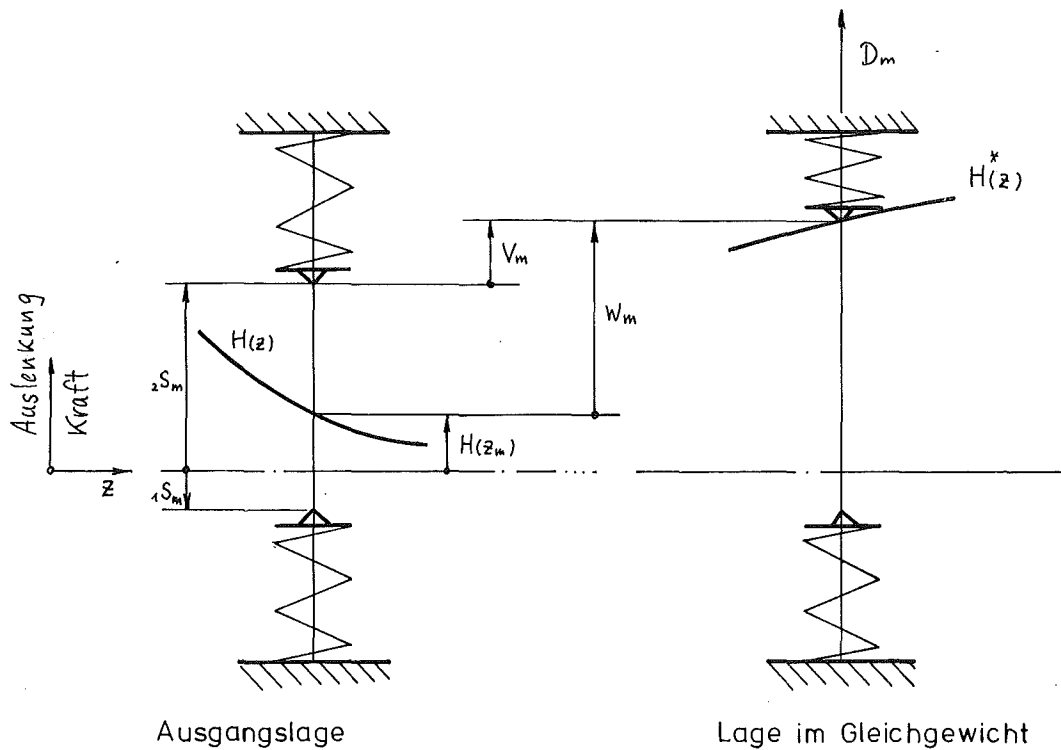 Dₘ
H*(z)
Vₘ
Wₘ
H(z)
₂Sₘ
H(zₘ)
Auslenkung
Kraft
z
₁Sₘ
Ausgangslage
Lage im Gleichgewicht